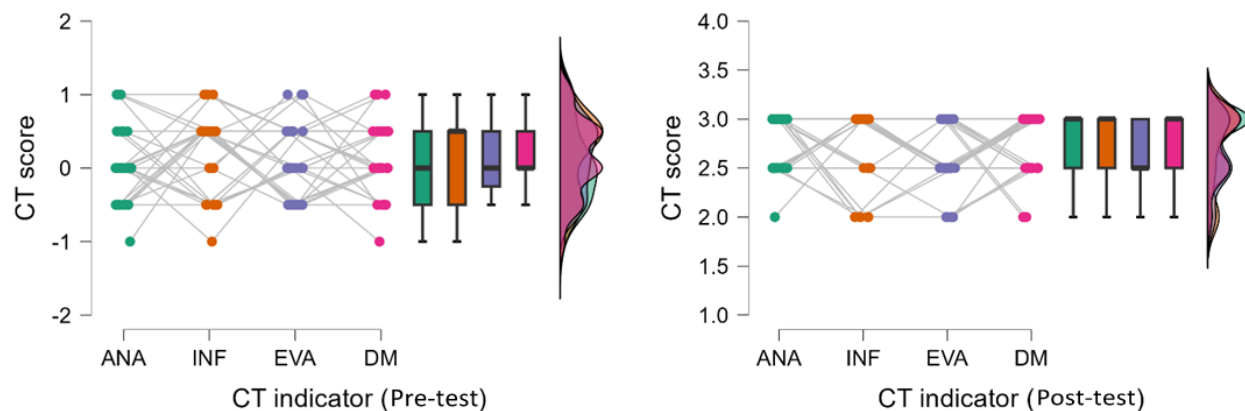 2
1
0
-1
-2
CT score
ANA INF EVA DM
CT indicator (Pre-test)
4.0
3.5
3.0
2.5
2.0
1.5
1.0
CT score
ANA INF EVA DM
CT indicator (Post-test)